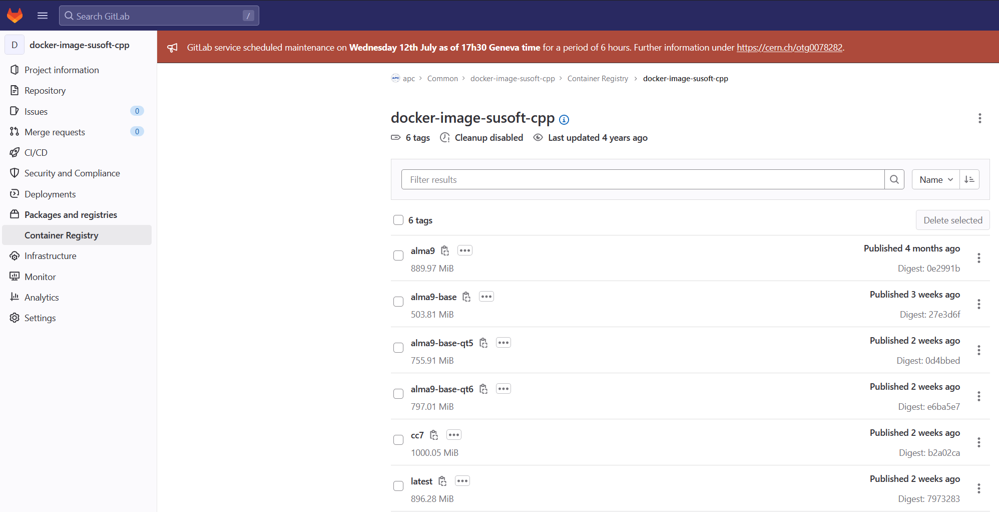 Search GitLab /
D docker-image-susoft-cpp
Project information
Repository
Issues 0
Merge requests 0
CI/CD
Security and Compliance
Deployments
Packages and registries
Container Registry
Infrastructure
Monitor
Analytics
Settings
GitLab service scheduled maintenance on Wednesday 12th July as of 17h30 Geneva time for a period of 6 hours. Further information under https://cern.ch/otg0078282.
APC apc > Common > docker-image-susoft-cpp > Container Registry > docker-image-susoft-cpp
docker-image-susoft-cpp
6 tags Cleanup disabled Last updated 4 years ago
Filter results Name
6 tags Delete selected
alma9 Published 4 months ago
889.97 MiB Digest: 0e2991b
alma9-base Published 3 weeks ago
503.81 MiB Digest: 27e3d6f
alma9-base-qt5 Published 2 weeks ago
755.91 MiB Digest: 0d4bbed
alma9-base-qt6 Published 2 weeks ago
797.01 MiB Digest: e6ba5e7
cc7 Published 2 weeks ago
1000.05 MiB Digest: b2a02ca
latest Published 2 weeks ago
896.28 MiB Digest: 7973283